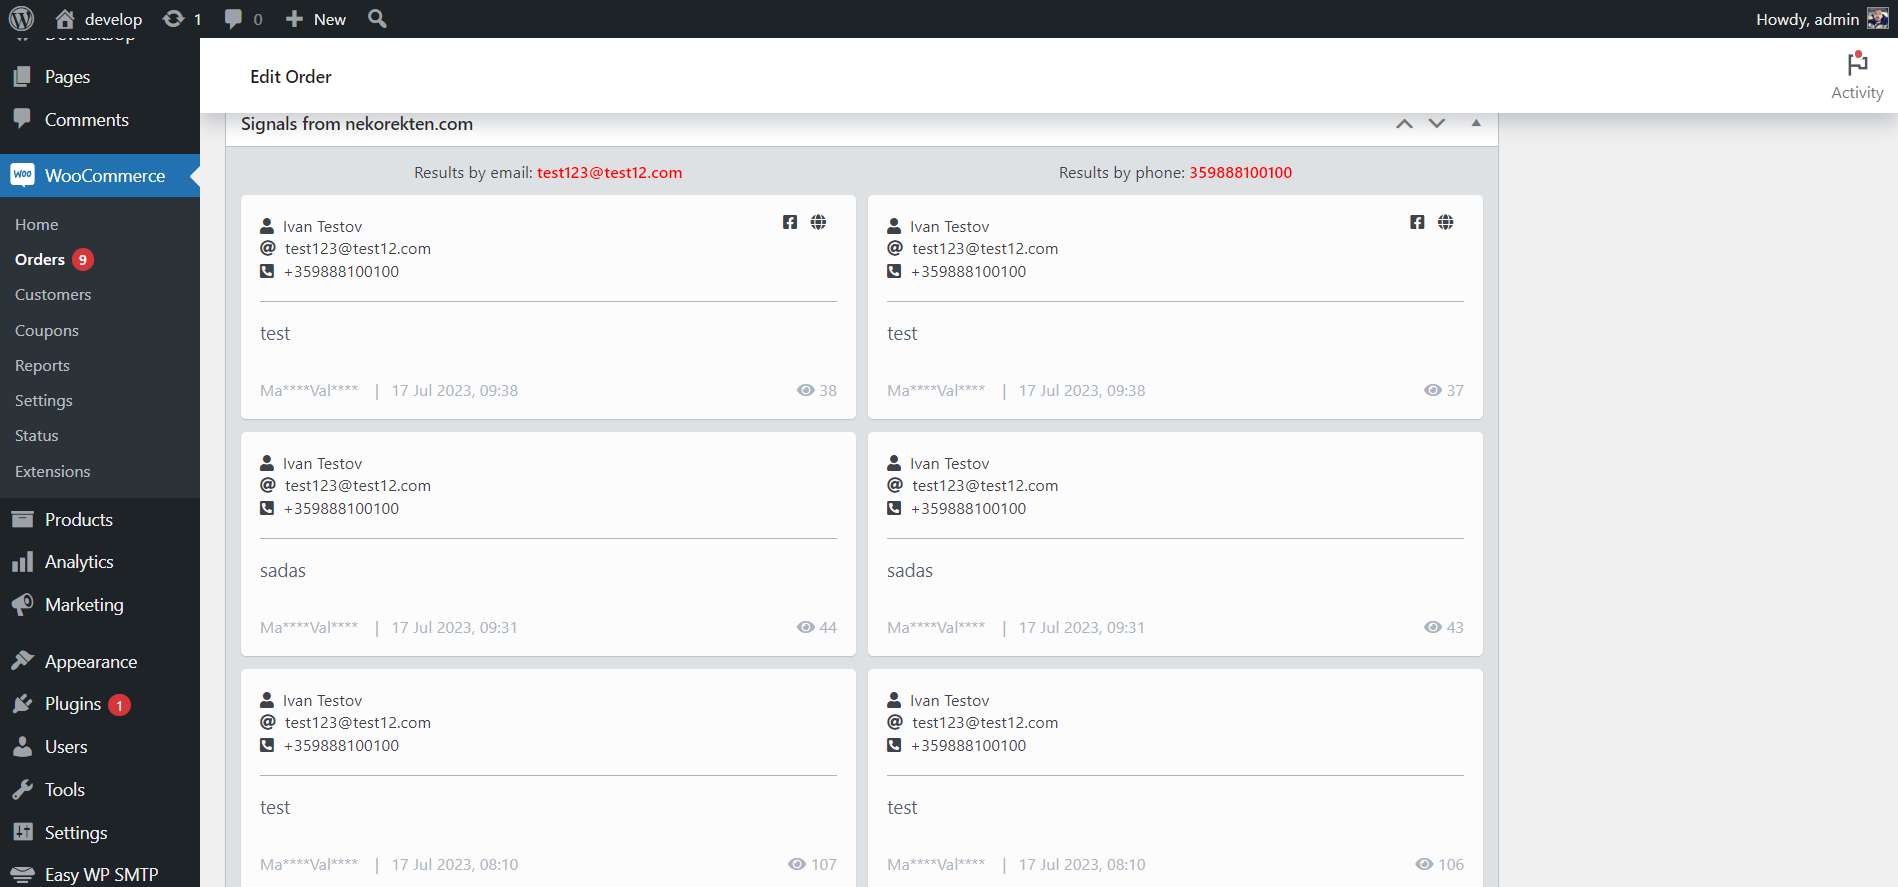 develop
1
0
New
Howdy, admin
Pages
Comments
WooCommerce
Home
Orders 9
Customers
Coupons
Reports
Settings
Status
Extensions
Products
Analytics
Marketing
Appearance
Plugins 1
Users
Tools
Settings
Easy WP SMTP
Edit Order
Activity
Signals from nekorekten.com
Results by email: test123@test12.com
Ivan Testov
test123@test12.com
+359888100100
test
Ma****Val**** | 17 Jul 2023, 09:38
38
Ivan Testov
test123@test12.com
+359888100100
sadas
Ma****Val**** | 17 Jul 2023, 09:31
44
Ivan Testov
test123@test12.com
+359888100100
test
Ma****Val**** | 17 Jul 2023, 08:10
107
Results by phone: 359888100100
Ivan Testov
test123@test12.com
+359888100100
test
Ma****Val**** | 17 Jul 2023, 09:38
37
Ivan Testov
test123@test12.com
+359888100100
sadas
Ma****Val**** | 17 Jul 2023, 09:31
43
Ivan Testov
test123@test12.com
+359888100100
test
Ma****Val**** | 17 Jul 2023, 08:10
106